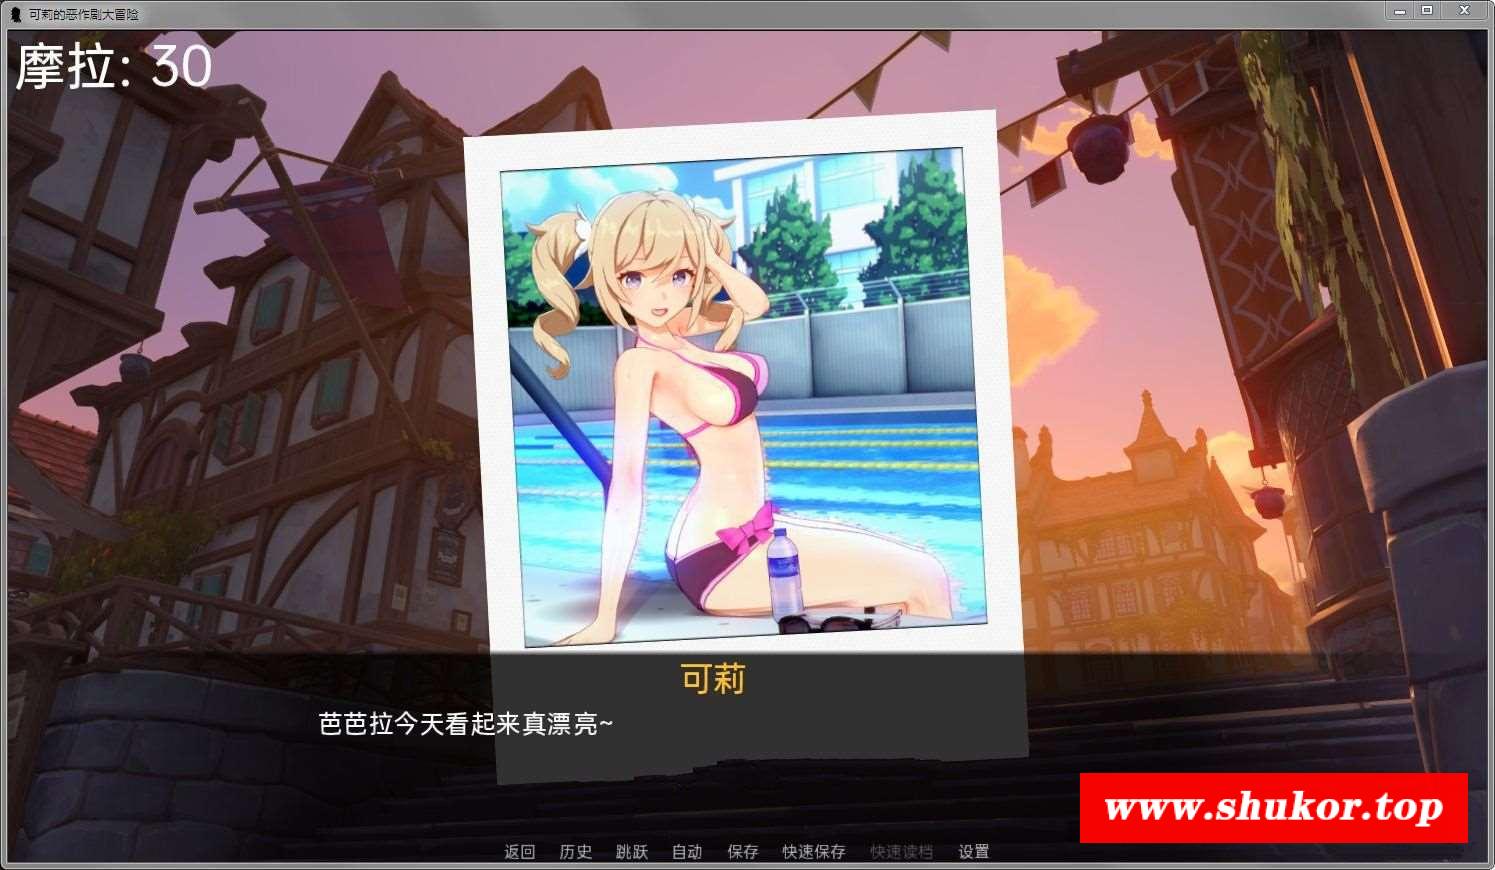 可莉的恶作剧大冒险
摩拉: 30
可莉
芭芭拉今天看起来真漂亮~
www.shukor.top
返回 历史 跳跃 自动 保存 快速保存 快速读档 设置